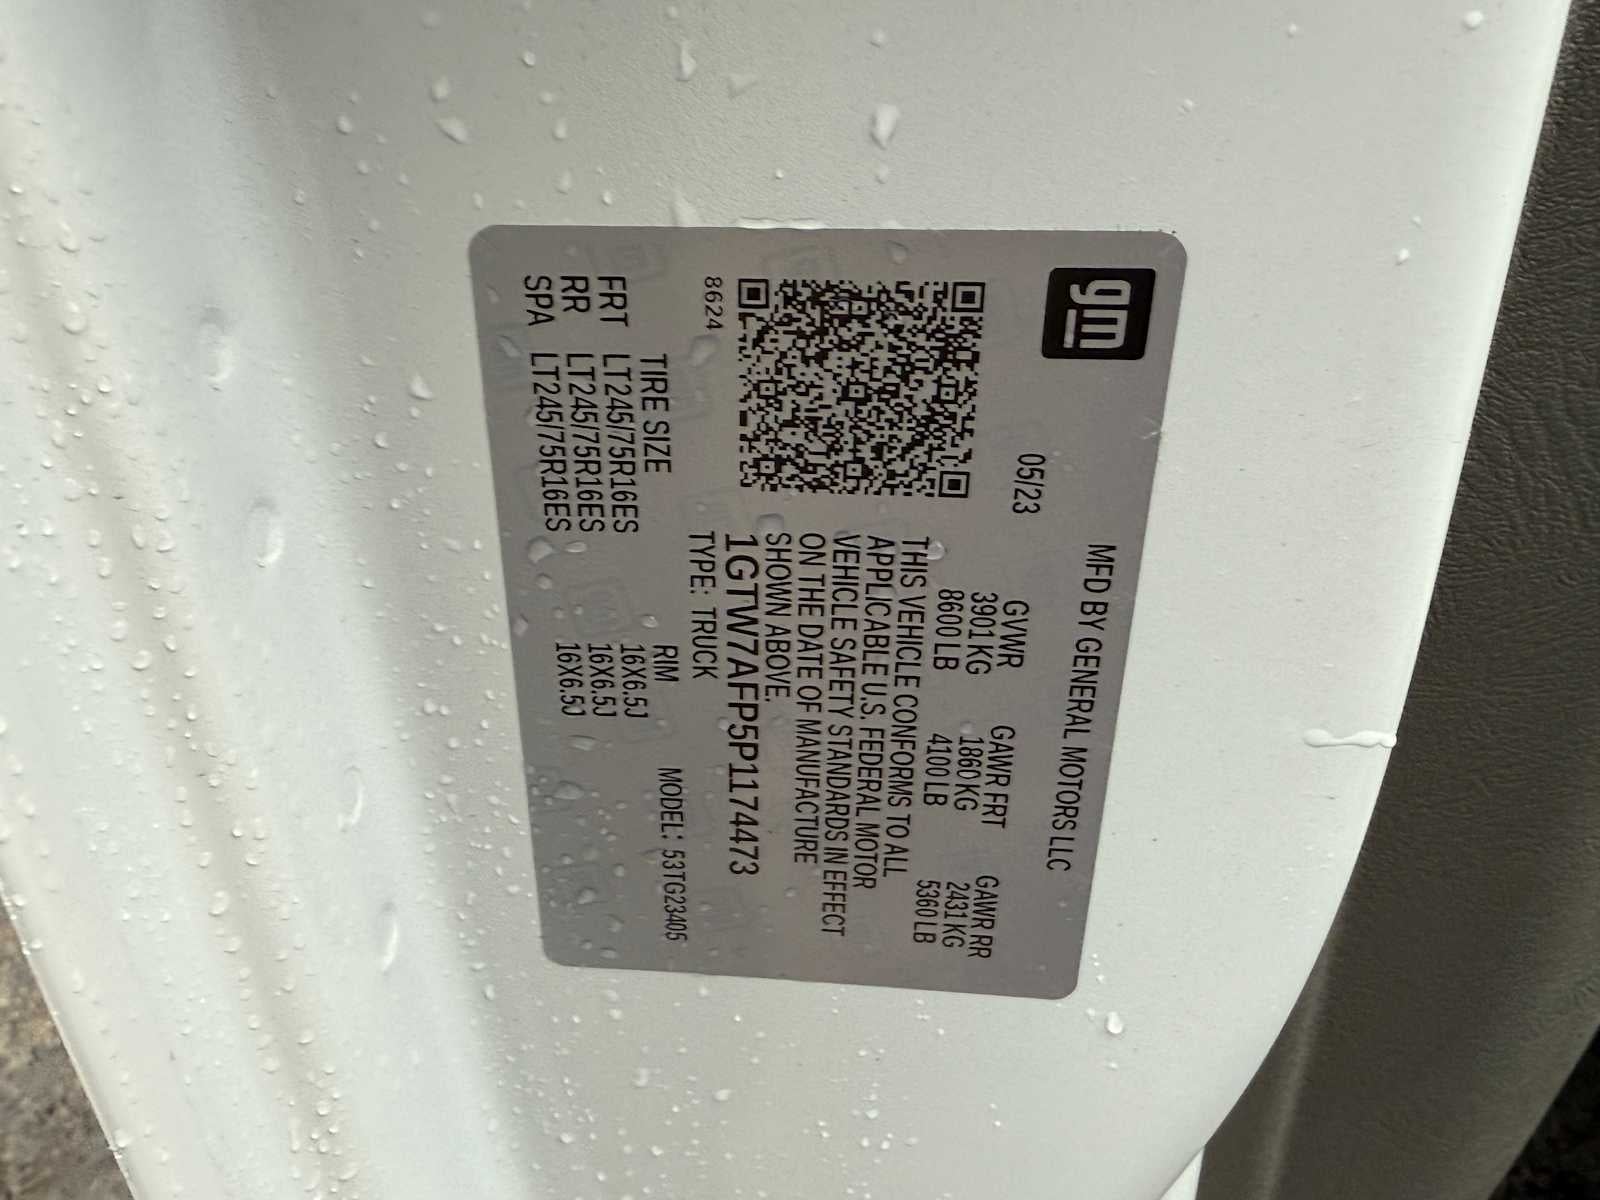 gm
MFD BY GENERAL MOTORS LLC
05/23
GVWR GAWR FRT GAWR RR
3901 KG 1860 KG 2431 KG
8600 LB 4100 LB 5360 LB
THIS VEHICLE CONFORMS TO ALL
APPLICABLE U.S. FEDERAL MOTOR
VEHICLE SAFETY STANDARDS IN EFFECT
ON THE DATE OF MANUFACTURE
SHOWN ABOVE.
1GTW7AFP5P1174473
8624 TYPE: TRUCK MODEL: 53TG23405
TIRE SIZE RIM
FRT LT245/75R16ES 16X6.5J
RR LT245/75R16ES 16X6.5J
SPA LT245/75R16ES 16X6.5J